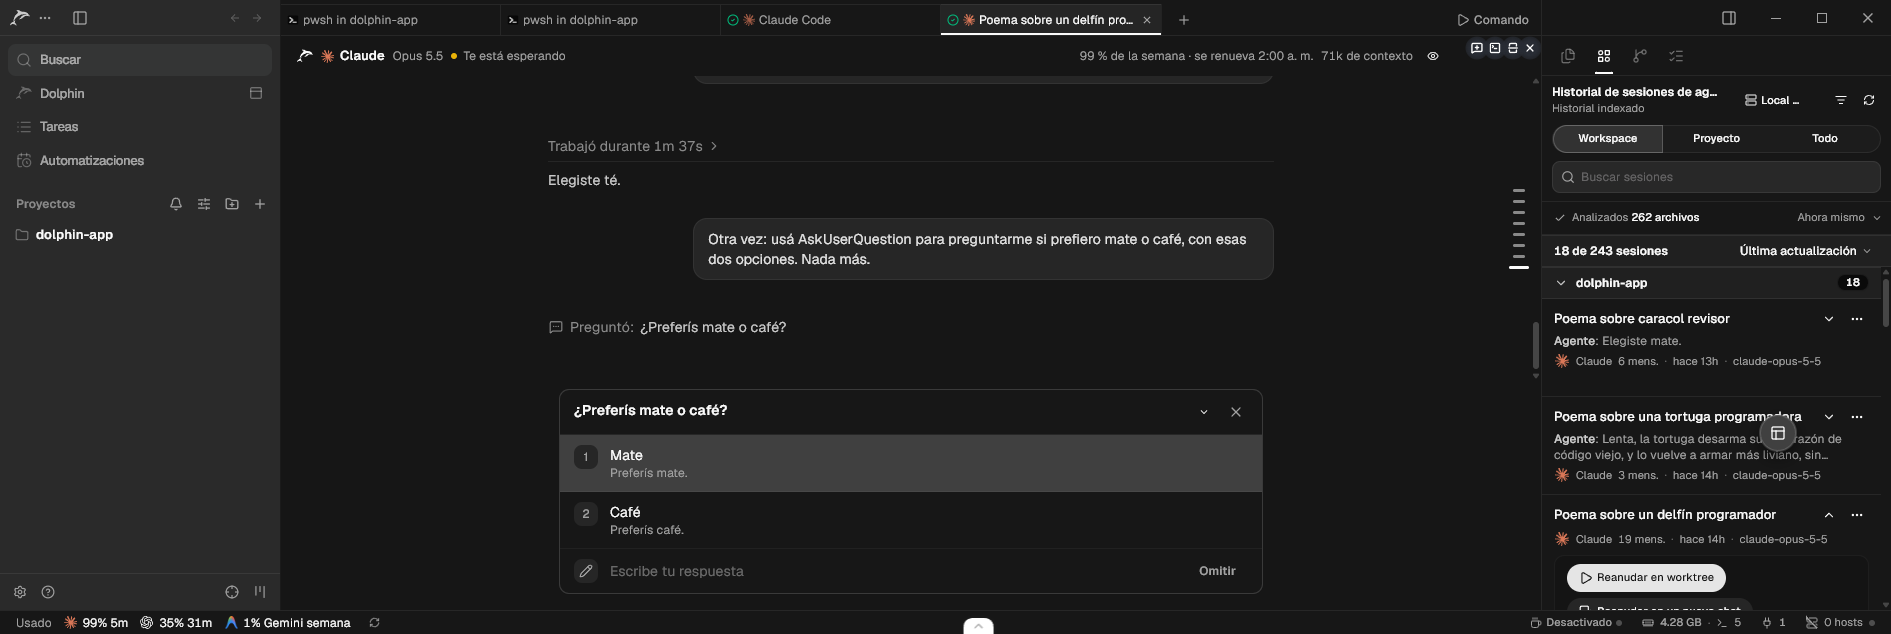 pwsh in dolphin-app
pwsh in dolphin-app
Claude Code
Poema sobre un delfín pro...
Comando
Buscar
Dolphin
Tareas
Automatizaciones
Proyectos
dolphin-app
Claude Opus 5.5 Te está esperando
99 % de la semana · se renueva 2:00 a. m. 71k de contexto
Trabajó durante 1m 37s
Elegiste té.
Otra vez: usá AskUserQuestion para preguntarme si prefiero mate o café, con esas
dos opciones. Nada más.
Preguntó: ¿Preferís mate o café?
¿Preferís mate o café?
1 Mate
Preferís mate.
2 Café
Preferís café.
Escribe tu respuesta
Omitir
Historial de sesiones de ag...
Historial indexado
Local ...
Workspace
Proyecto
Todo
Buscar sesiones
Analizados 262 archivos
Ahora mismo
18 de 243 sesiones
Última actualización
dolphin-app
18
Poema sobre caracol revisor
Agente: Elegiste mate.
Claude 6 mens. · hace 13h · claude-opus-5-5
Poema sobre una tortuga programadora
Agente: Lenta, la tortuga desarma su razón de
código viejo, y lo vuelve a armar más liviano, sin...
Claude 3 mens. · hace 14h · claude-opus-5-5
Poema sobre un delfín programador
Claude 19 mens. · hace 14h · claude-opus-5-5
Reanudar en worktree
Reanudar en un nuevo chat
Usado
99% 5m
35% 31m
1% Gemini semana
Desactivado
4.28 GB
5
1
0 hosts